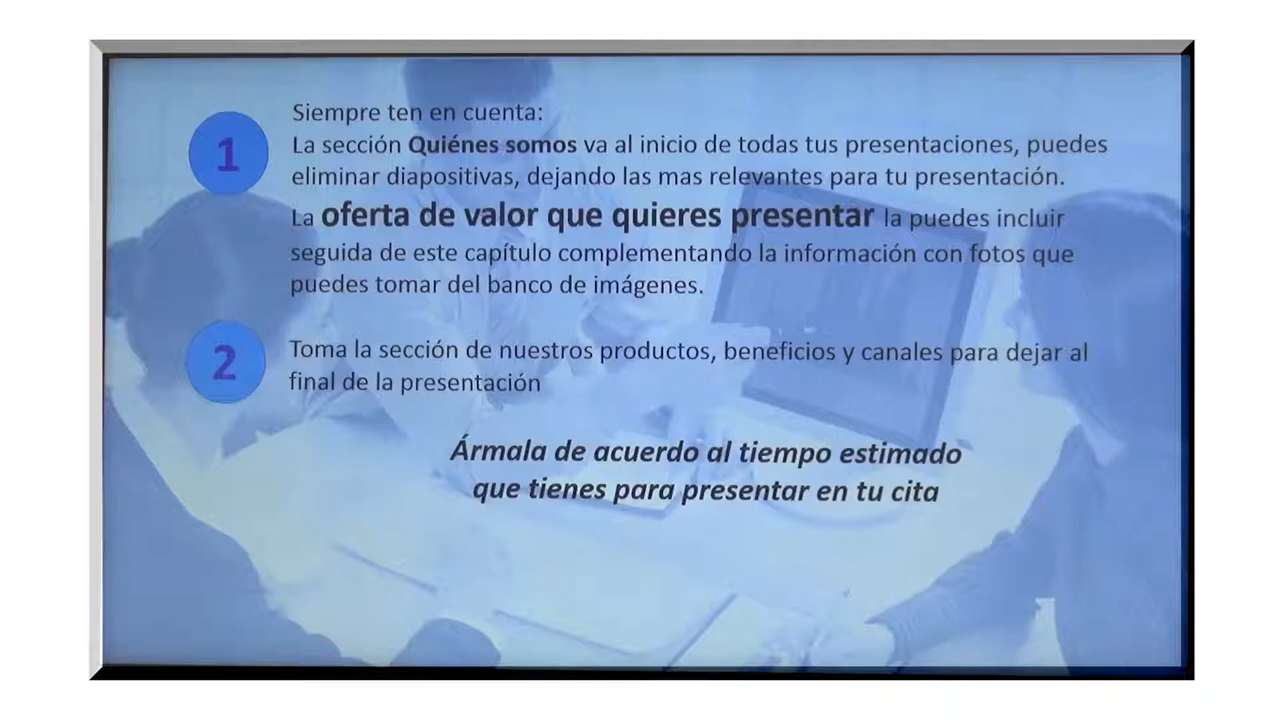 Siempre ten en cuenta:
1
La sección Quiénes somos va al inicio de todas tus presentaciones, puedes
eliminar diapositivas, dejando las mas relevantes para tu presentación.
La oferta de valor que quieres presentar la puedes incluir
seguida de este capítulo complementando la información con fotos que
puedes tomar del banco de imágenes.
2
Toma la sección de nuestros productos, beneficios y canales para dejar al
final de la presentación
Ármala de acuerdo al tiempo estimado
que tienes para presentar en tu cita